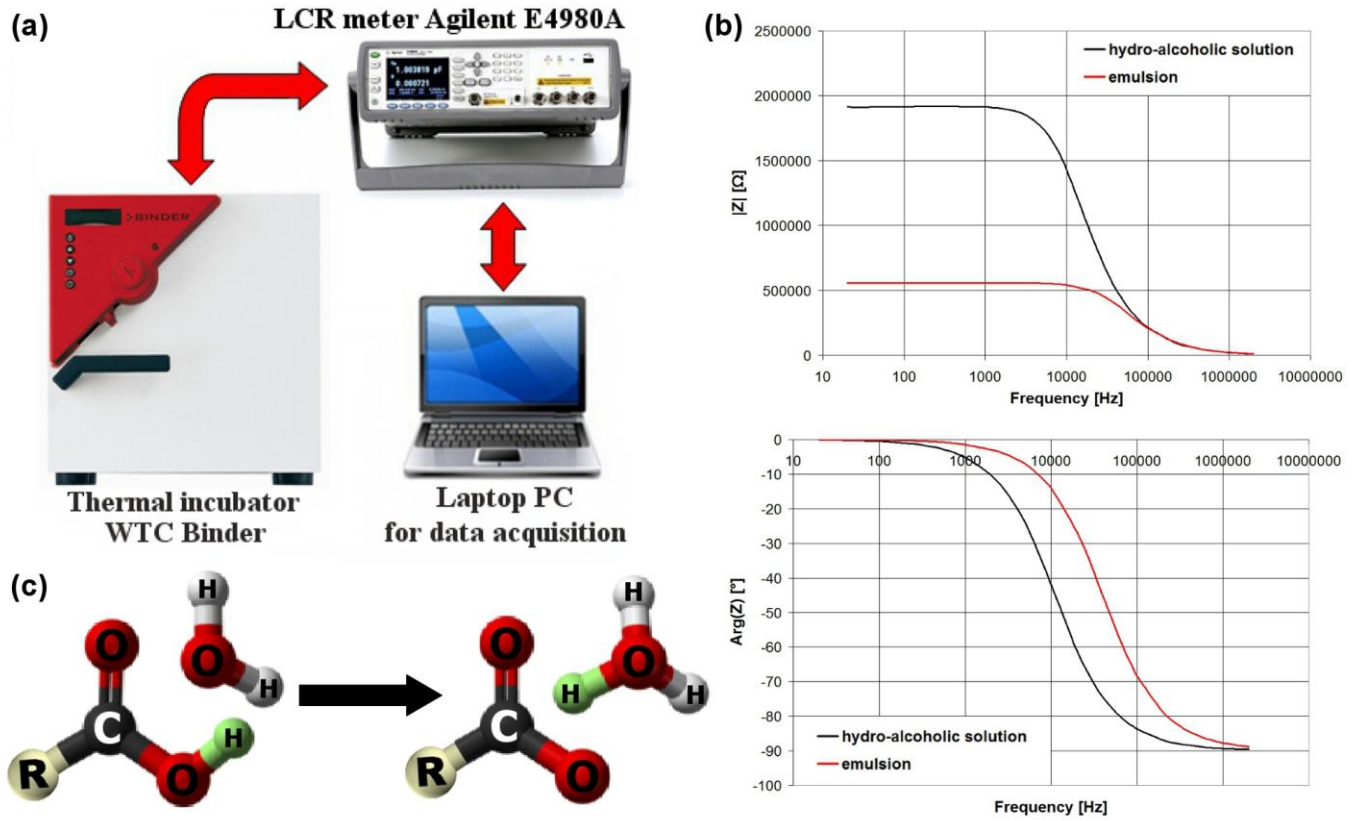 (a)
LCR meter Agilent E4980A
BINDER
Thermal incubator
WTC Binder
Laptop PC
for data acquisition
(b)
2500000
2000000
1500000
1000000
500000
0
|Z| [Ω]
hydro-alcoholic solution
emulsion
10 100 1000 10000 100000 1000000 10000000
Frequency [Hz]
0
-10
-20
-30
-40
-50
-60
-70
-80
-90
-100
Arg(Z) [°]
10 100 1000 10000 100000 1000000 10000000
hydro-alcoholic solution
emulsion
Frequency [Hz]
(c)
H
O
O
H
C
H
R
O
H
O
O
H
H
C
R
O